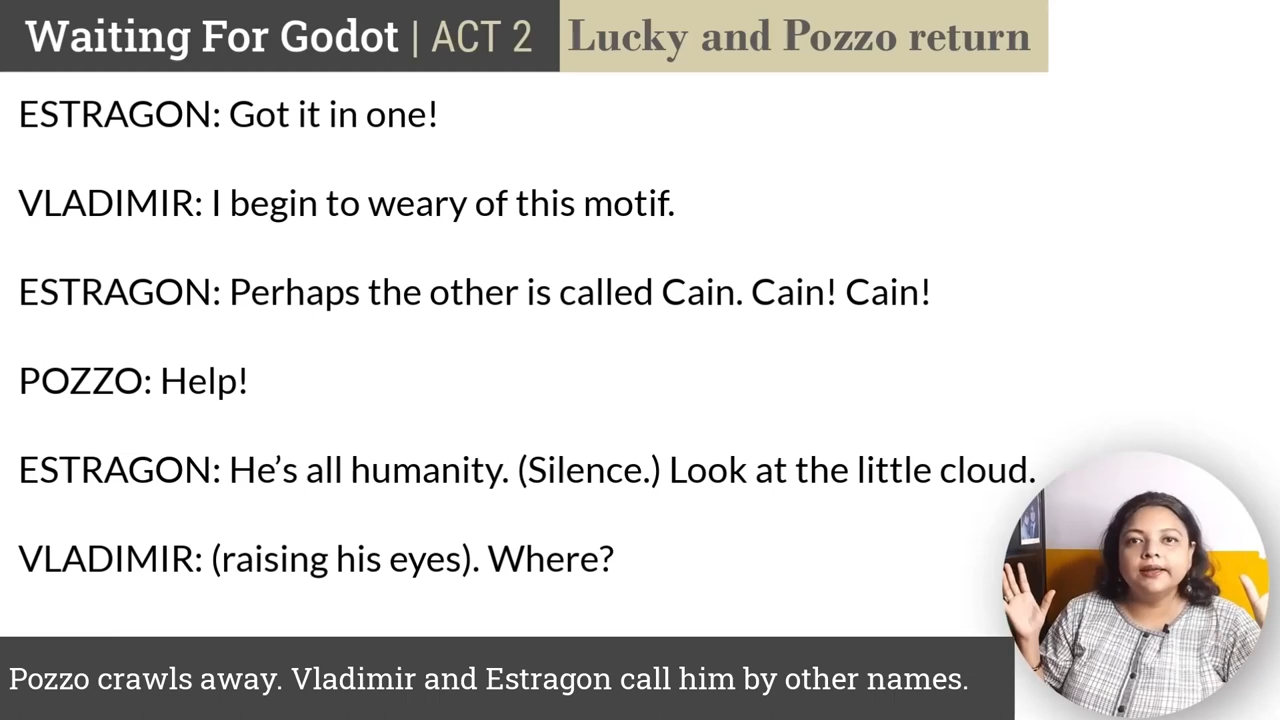 Waiting For Godot | ACT 2 Lucky and Pozzo return
ESTRAGON: Got it in one!
VLADIMIR: I begin to weary of this motif.
ESTRAGON: Perhaps the other is called Cain. Cain! Cain!
POZZO: Help!
ESTRAGON: He’s all humanity. (Silence.) Look at the little cloud.
VLADIMIR: (raising his eyes). Where?
Pozzo crawls away. Vladimir and Estragon call him by other names.